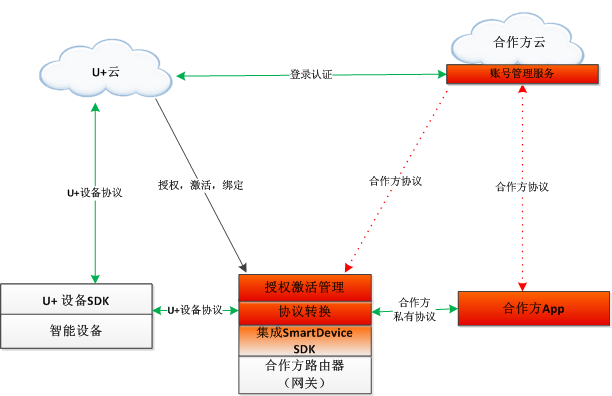 合作方云
U+云
登录认证
账号管理服务
授权，激活，绑定
合作方协议
合作方协议
U+设备协议
授权激活管理
U+ 设备SDK
U+设备协议
协议转换
合作方
私有协议
合作方App
智能设备
集成SmartDevice
SDK
合作方路由器
（网关）